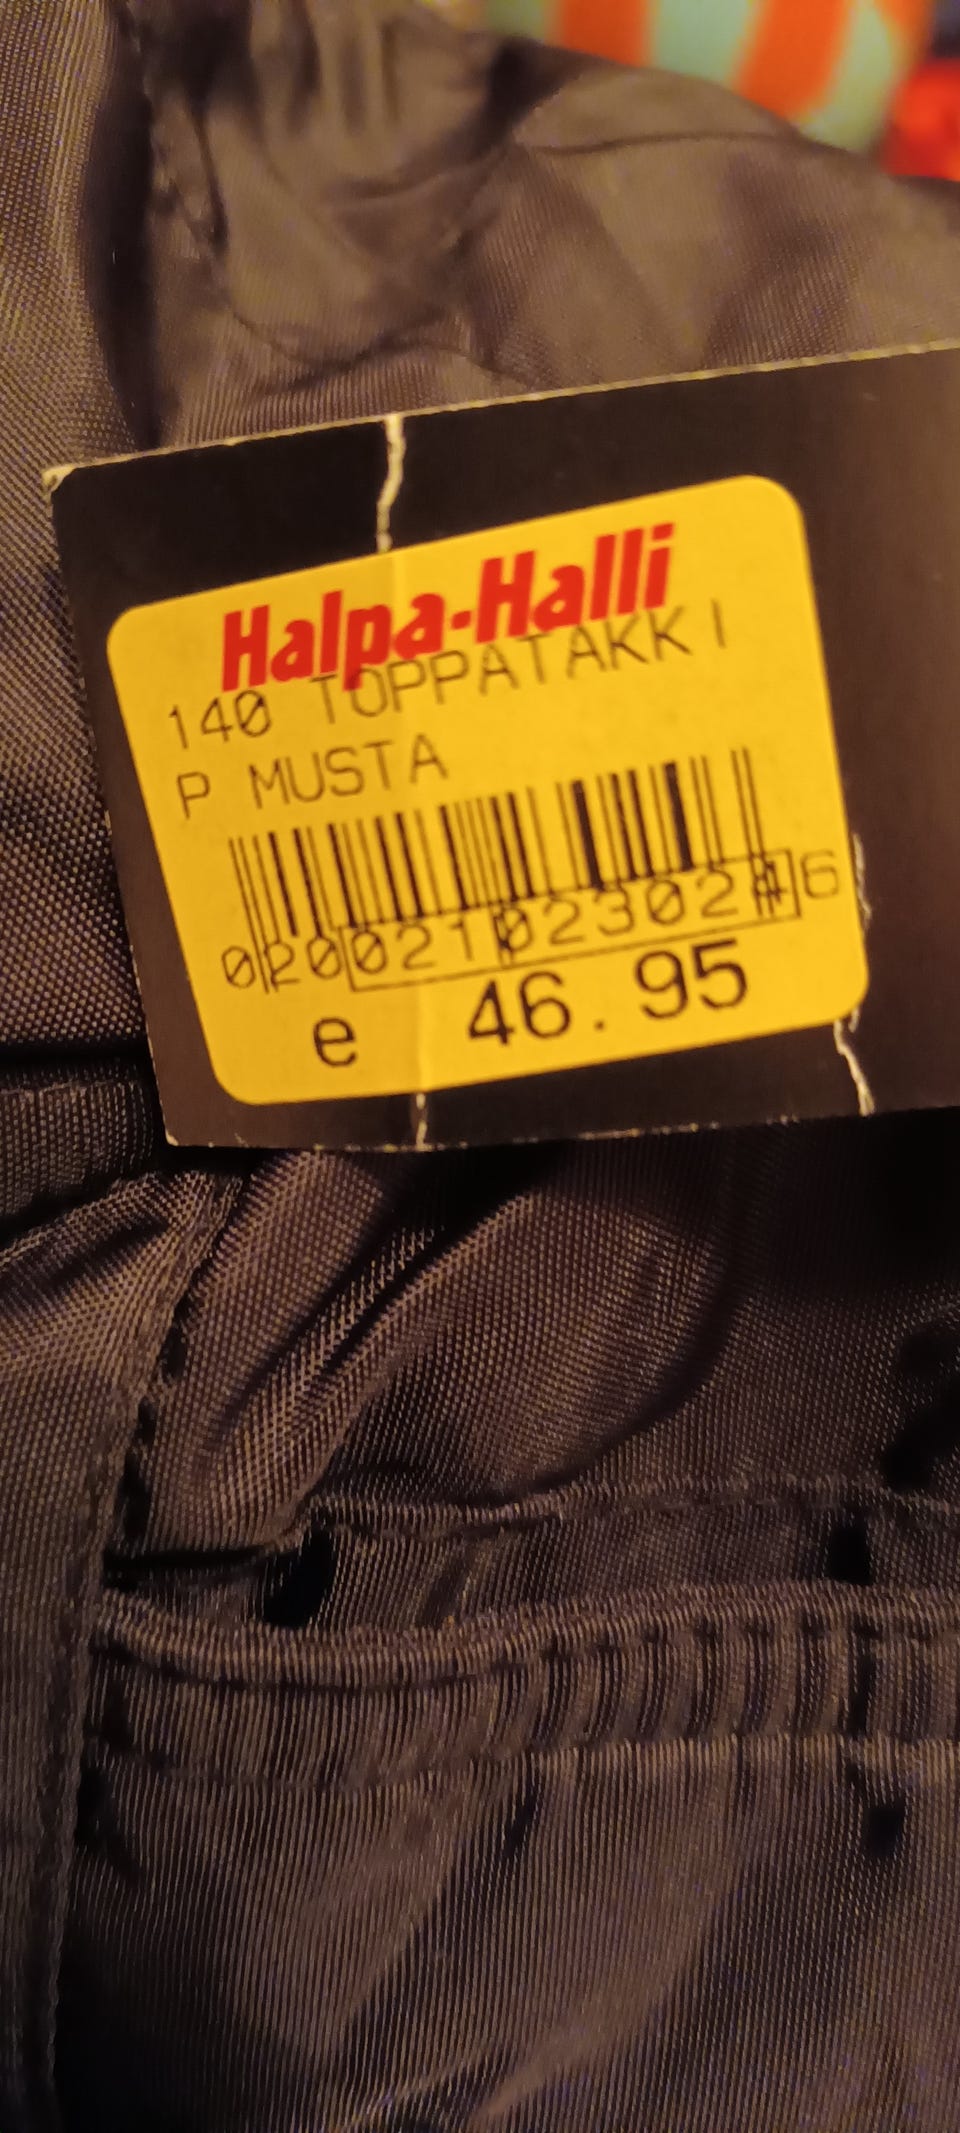 Halpa-Halli
140 TOPPATAKKI
P MUSTA
e 46.95